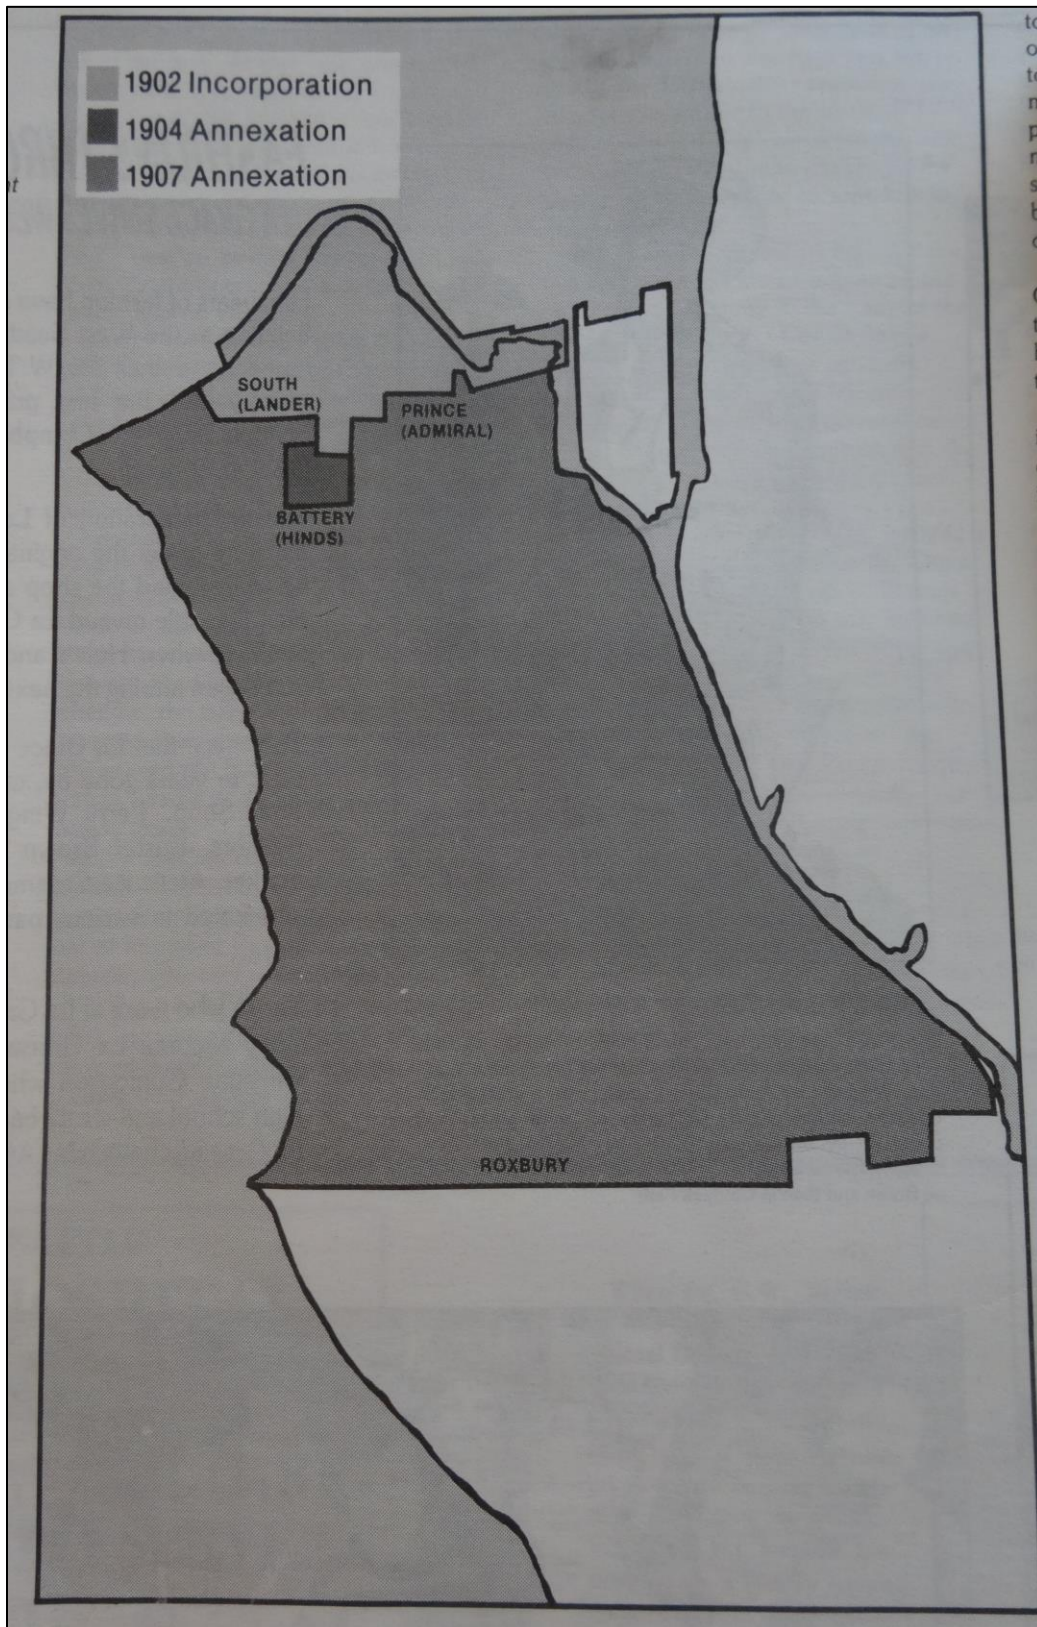 1902 Incorporation
1904 Annexation
1907 Annexation
SOUTH
(LANDER)
PRINCE
(ADMIRAL)
BATTERY
(HINDS)
ROXBURY